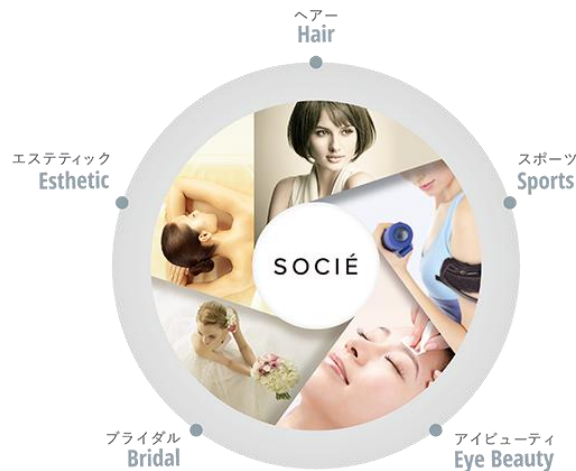 ヘアー
Hair
エステティック
Esthetic
スポーツ
Sports
SOCIÉ
ブライダル
Bridal
アイビューティ
Eye Beauty